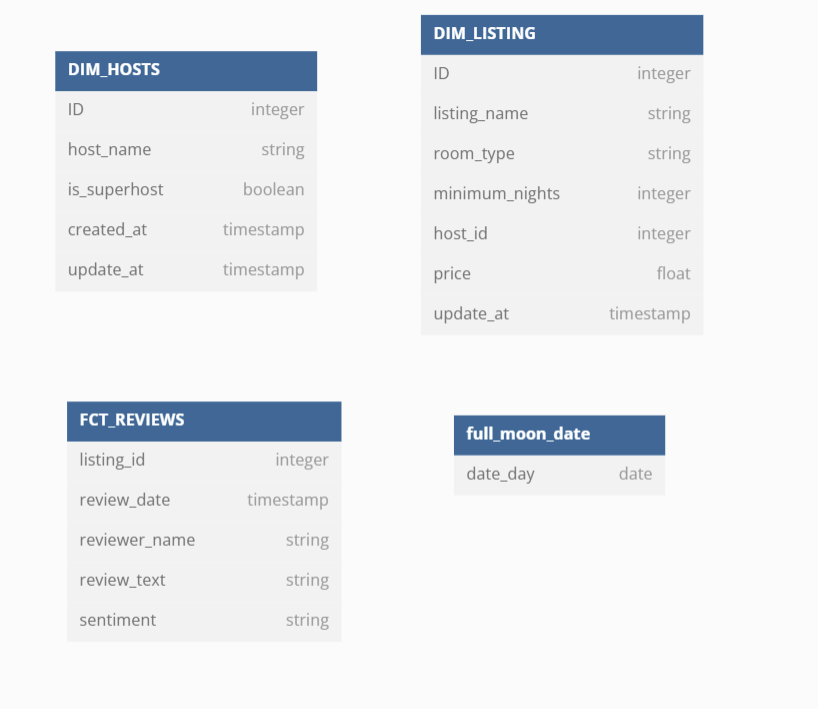 DIM_HOSTS
ID integer
host_name string
is_superhost boolean
created_at timestamp
update_at timestamp
DIM_LISTING
ID integer
listing_name string
room_type string
minimum_nights integer
host_id integer
price float
update_at timestamp
FCT_REVIEWS
listing_id integer
review_date timestamp
reviewer_name string
review_text string
sentiment string
full_moon_date
date_day date